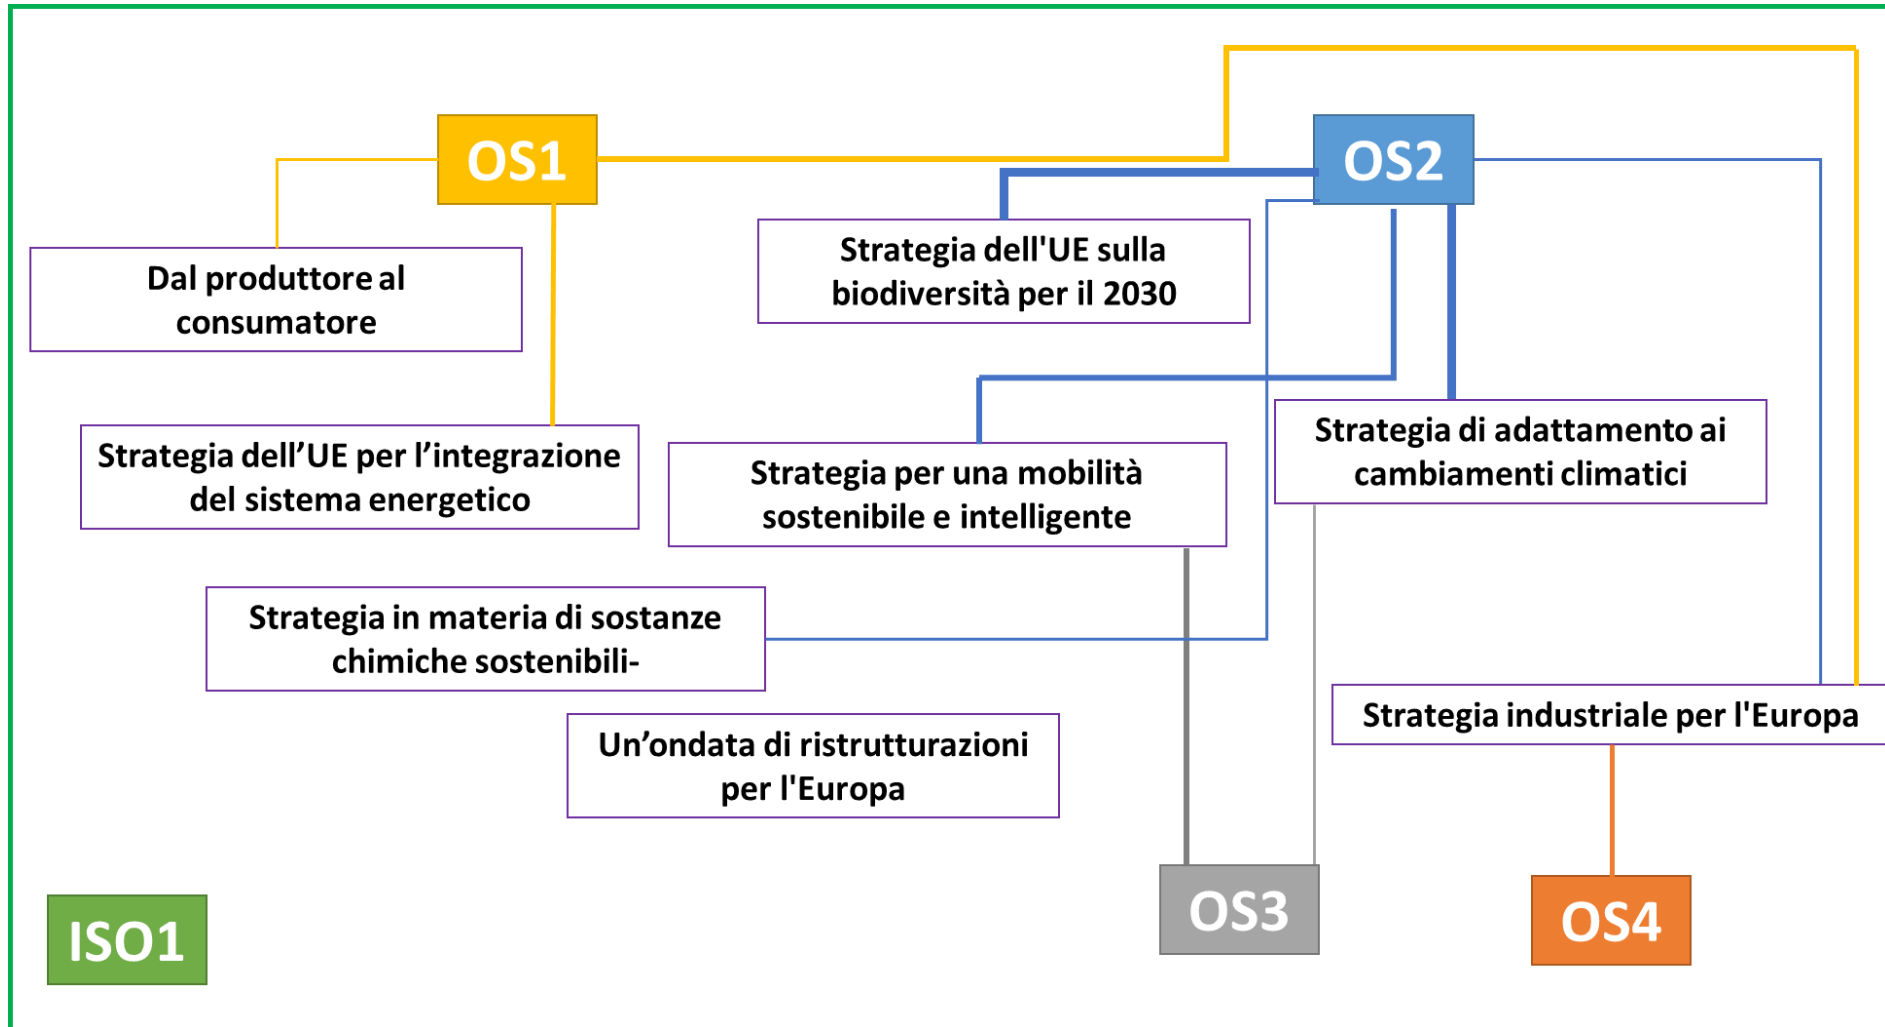 OS1
OS2
Dal produttore al
consumatore
Strategia dell'UE sulla
biodiversità per il 2030
Strategia dell’UE per l’integrazione
del sistema energetico
Strategia per una mobilità
sostenibile e intelligente
Strategia di adattamento ai
cambiamenti climatici
Strategia in materia di sostanze
chimiche sostenibili-
Un’ondata di ristrutturazioni
per l'Europa
Strategia industriale per l'Europa
ISO1
OS3
OS4